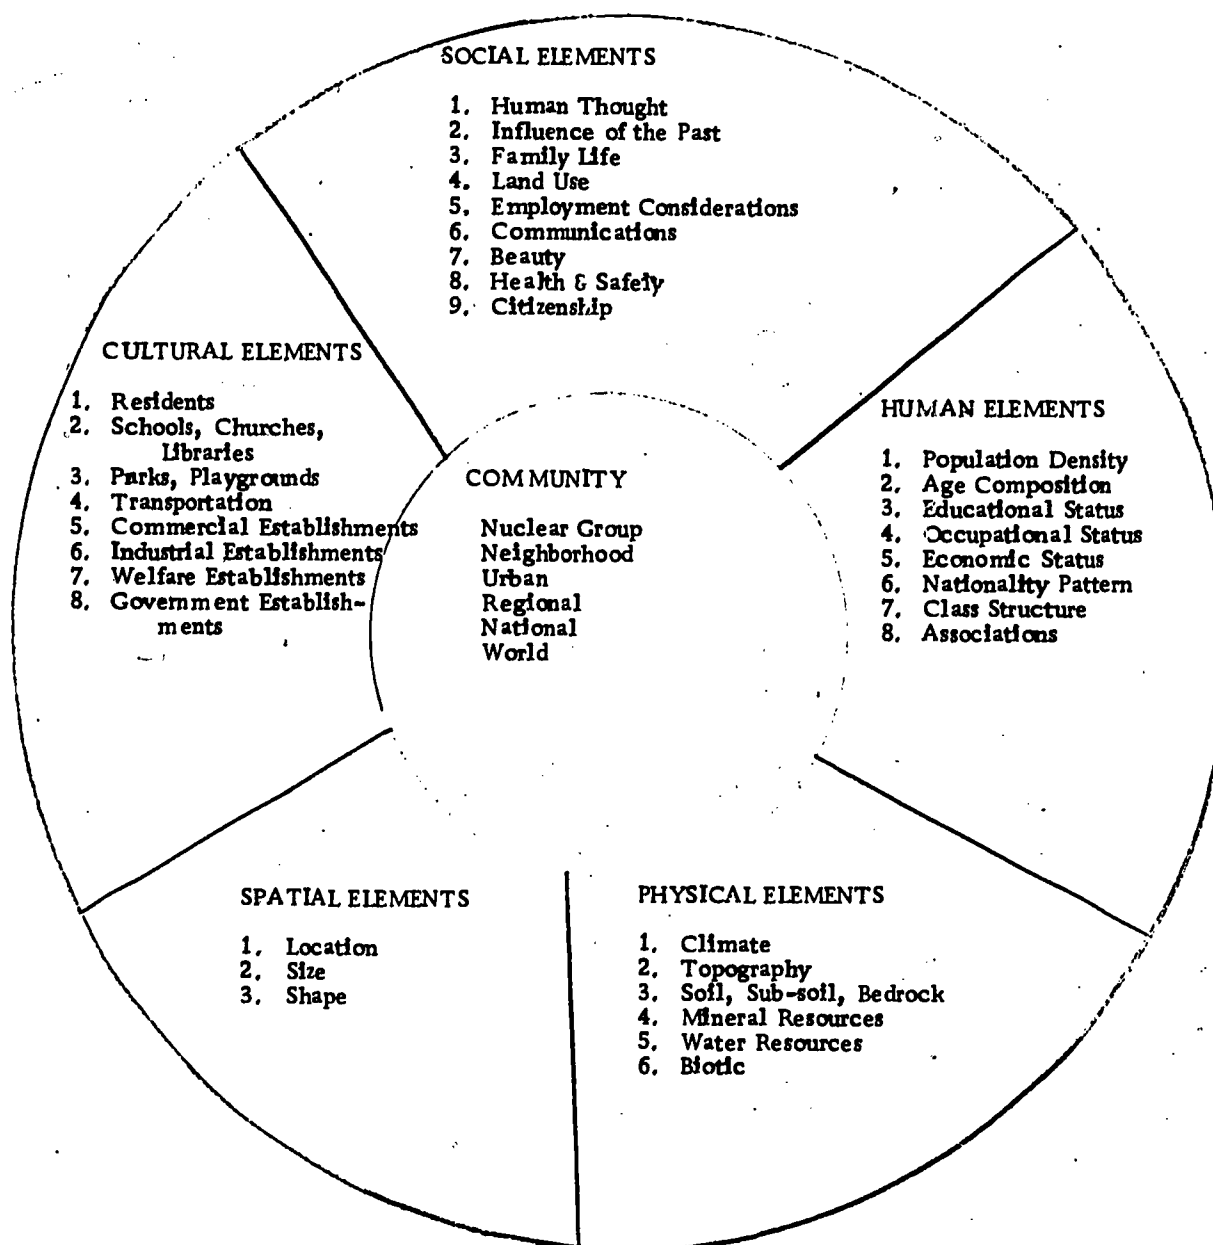 SOCIAL ELEMENTS
1. Human Thought
2. Influence of the Past
3. Family Life
4. Land Use
5. Employment Considerations
6. Communications
7. Beauty
8. Health & Safety
9. Citizenship
CULTURAL ELEMENTS
1. Residents
2. Schools, Churches,
Libraries
3. Parks, Playgrounds
4. Transportation
5. Commercial Establishments
6. Industrial Establishments
7. Welfare Establishments
8. Government Establish-
ments
COMMUNITY
Nuclear Group
Neighborhood
Urban
Regional
National
World
HUMAN ELEMENTS
1. Population Density
2. Age Composition
3. Educational Status
4. Occupational Status
5. Economic Status
6. Nationality Pattern
7. Class Structure
8. Associations
SPATIAL ELEMENTS
1. Location
2. Size
3. Shape
PHYSICAL ELEMENTS
1. Climate
2. Topography
3. Soil, Sub-soil, Bedrock
4. Mineral Resources
5. Water Resources
6. Biotic